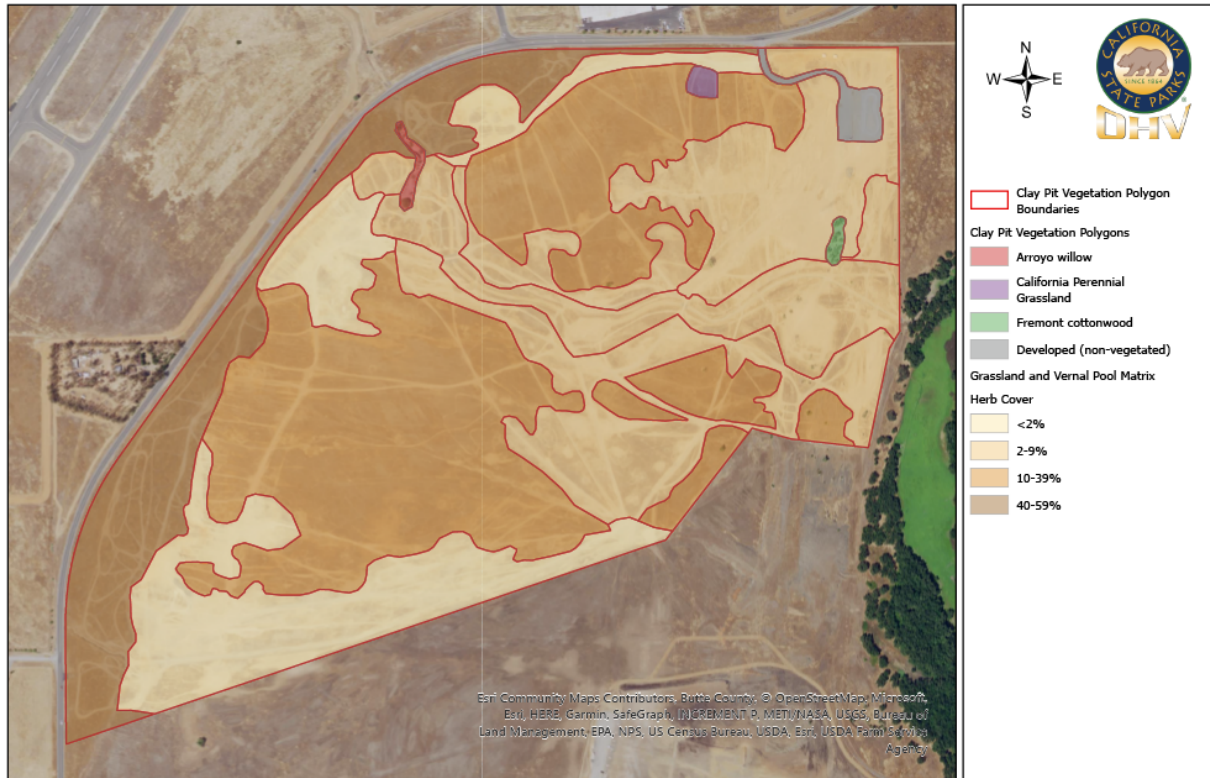 N
W E
S
CALIFORNIA
SINCE 1864
STATE PARKS
OHV
Clay Pit Vegetation Polygon
Boundaries
Clay Pit Vegetation Polygons
Arroyo willow
California Perennial
Grassland
Fremont cottonwood
Developed (non-vegetated)
Grassland and Vernal Pool Matrix
Herb Cover
<2%
2-9%
10-39%
40-59%
Esri Community Maps Contributors, Butte County, © OpenStreetMap, Microsoft,
Esri, HERE, Garmin, SafeGraph, INCREMENT P, METI/NASA, USGS, Bureau of
Land Management, EPA, NPS, US Census Bureau, USDA, Esri, USDA Farm Service
Agency